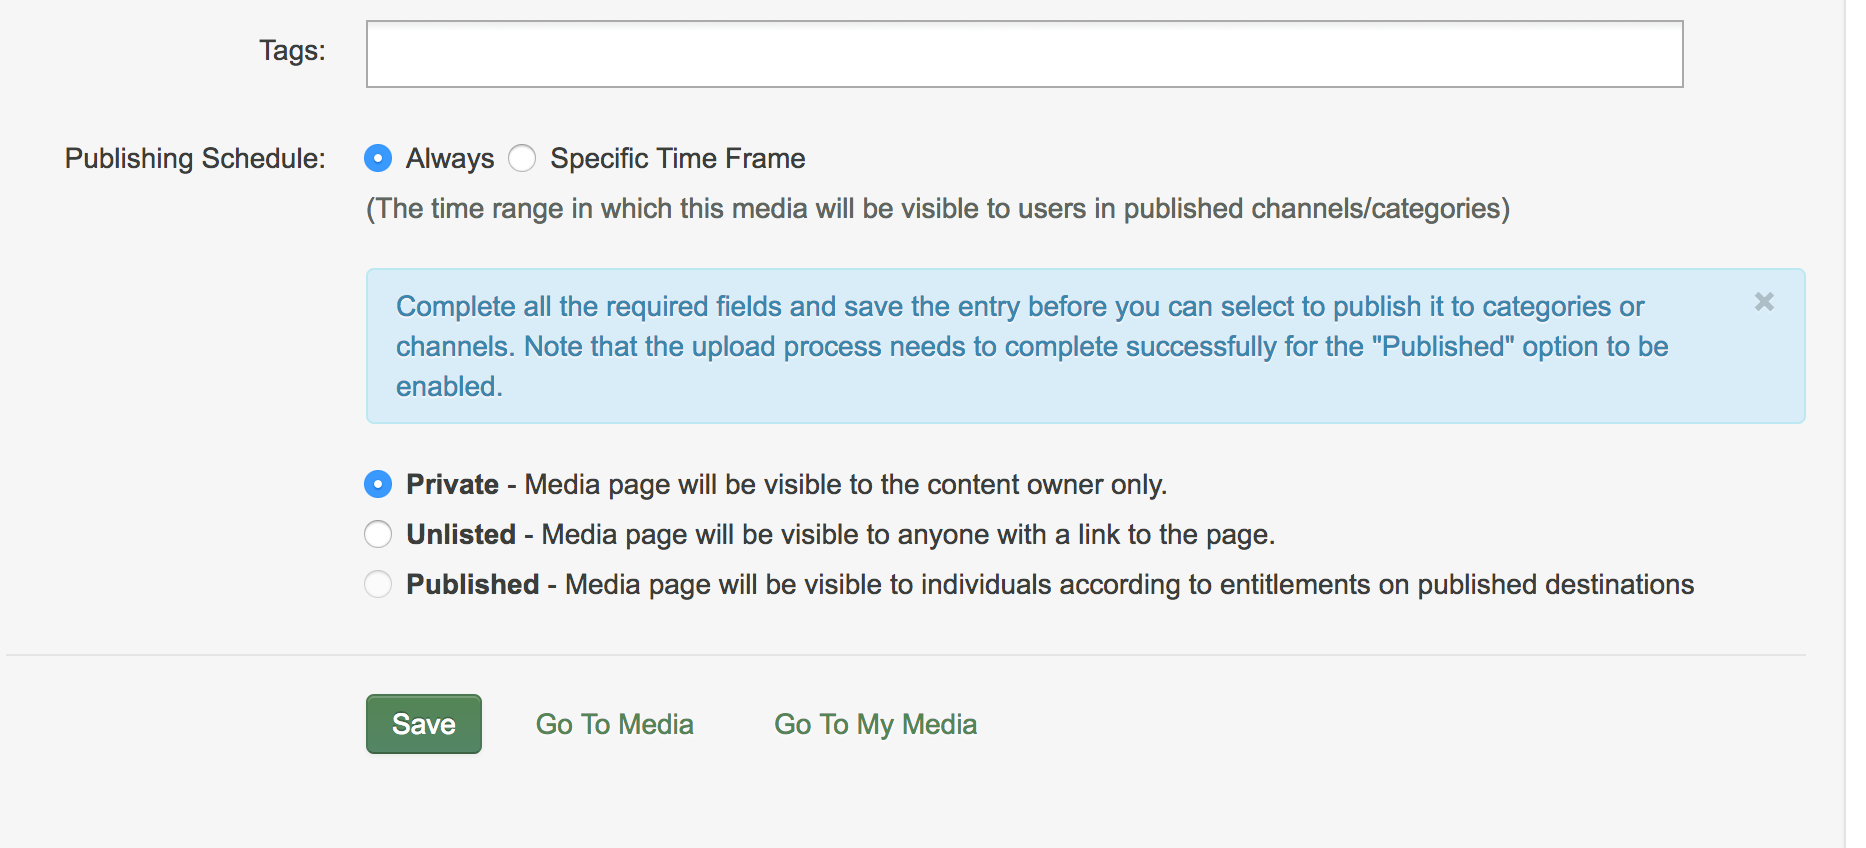 Tags:
Publishing Schedule: Always Specific Time Frame
(The time range in which this media will be visible to users in published channels/categories)
Complete all the required fields and save the entry before you can select to publish it to categories or
channels. Note that the upload process needs to complete successfully for the "Published" option to be
enabled.
Private - Media page will be visible to the content owner only.
Unlisted - Media page will be visible to anyone with a link to the page.
Published - Media page will be visible to individuals according to entitlements on published destinations
Save Go To Media Go To My Media